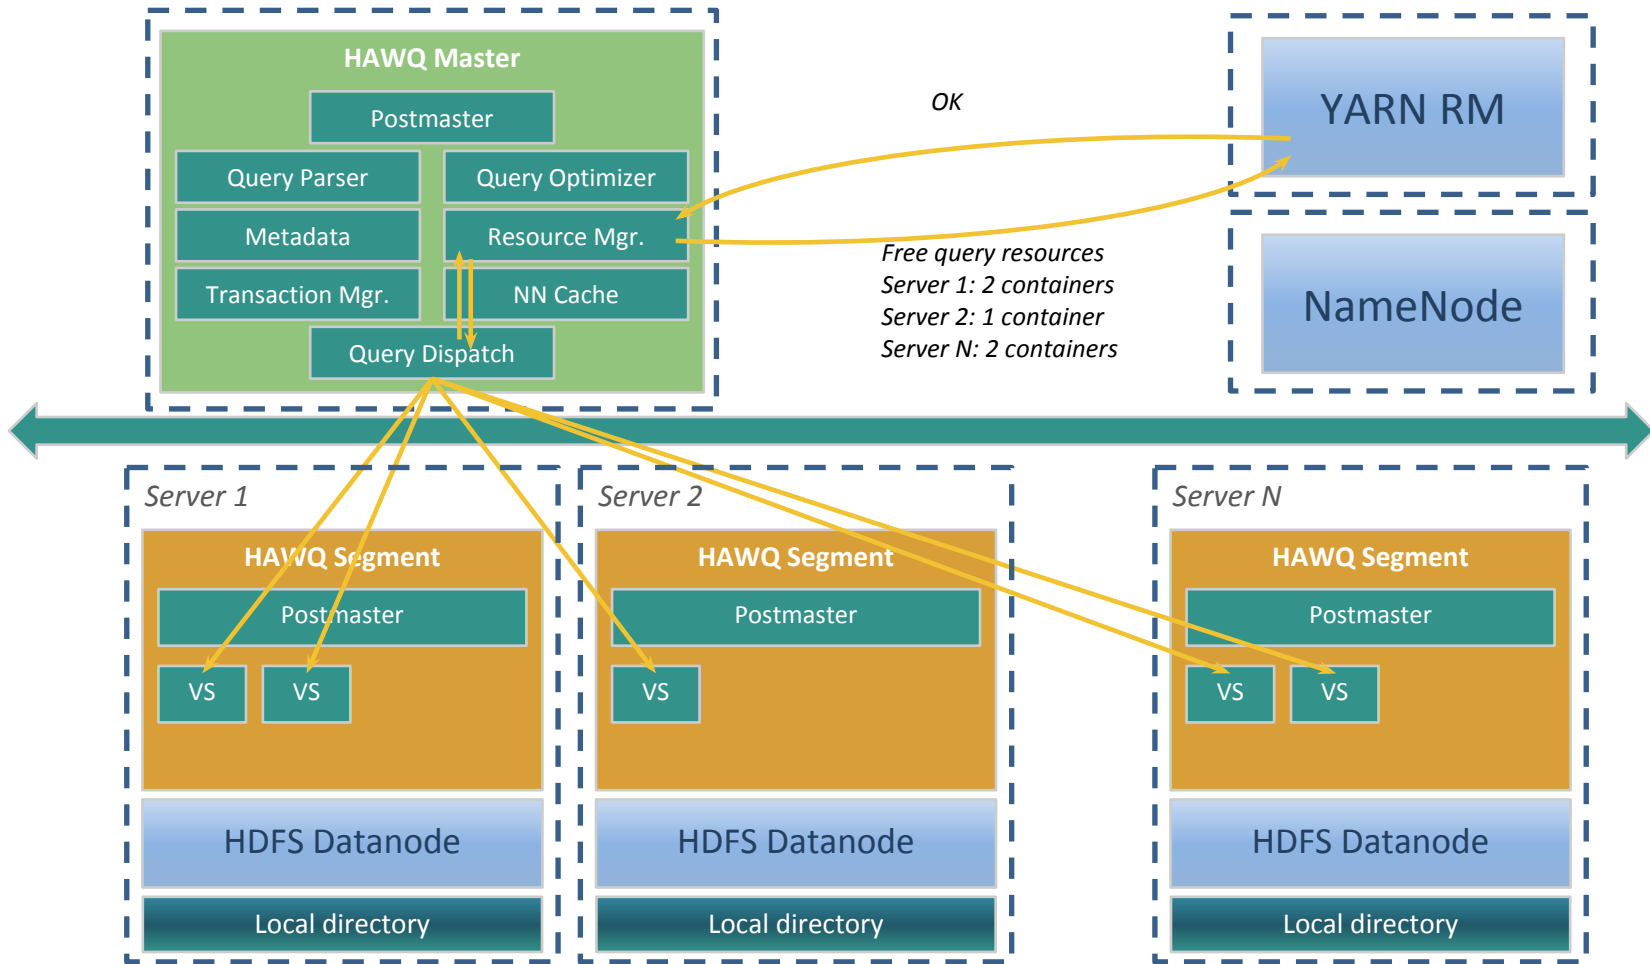 HAWQ Master
Postmaster
Query Parser
Query Optimizer
Metadata
Resource Mgr.
Transaction Mgr.
NN Cache
Query Dispatch
OK
Free query resources
Server 1: 2 containers
Server 2: 1 container
Server N: 2 containers
YARN RM
NameNode
Server 1
HAWQ Segment
Postmaster
VS
VS
HDFS Datanode
Local directory
Server 2
HAWQ Segment
Postmaster
VS
HDFS Datanode
Local directory
Server N
HAWQ Segment
Postmaster
VS
VS
HDFS Datanode
Local directory